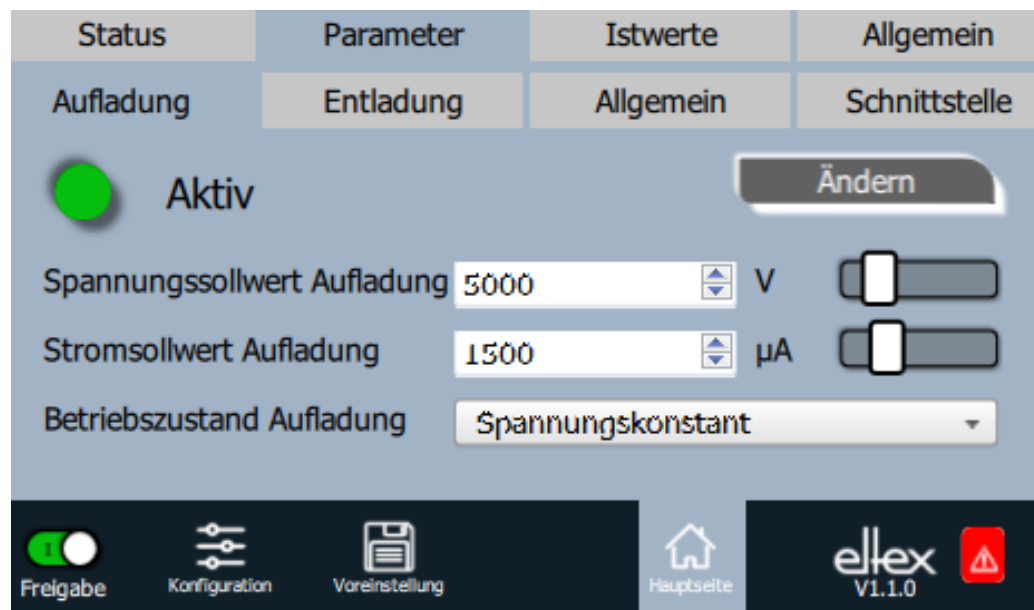 Status Parameter Istwerte Allgemein
Aufladung Entladung Allgemein Schnittstelle
Aktiv Ändern
Spannungssollwert Aufladung 5000 V
Stromsollwert Aufladung 1500 µA
Betriebszustand Aufladung Spannungskonstant
I
Freigabe Konfiguration Voreinstellung Hauptseite eltex
V1.1.0